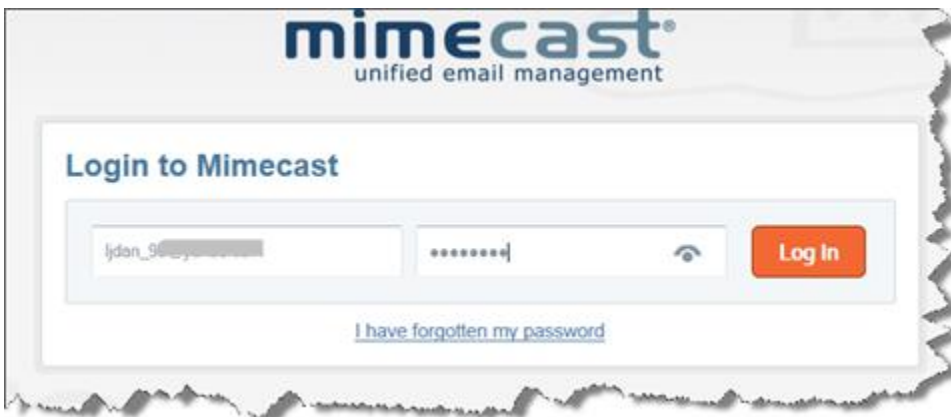 mimecast®
unified email management
Login to Mimecast
Log In
I have forgotten my password